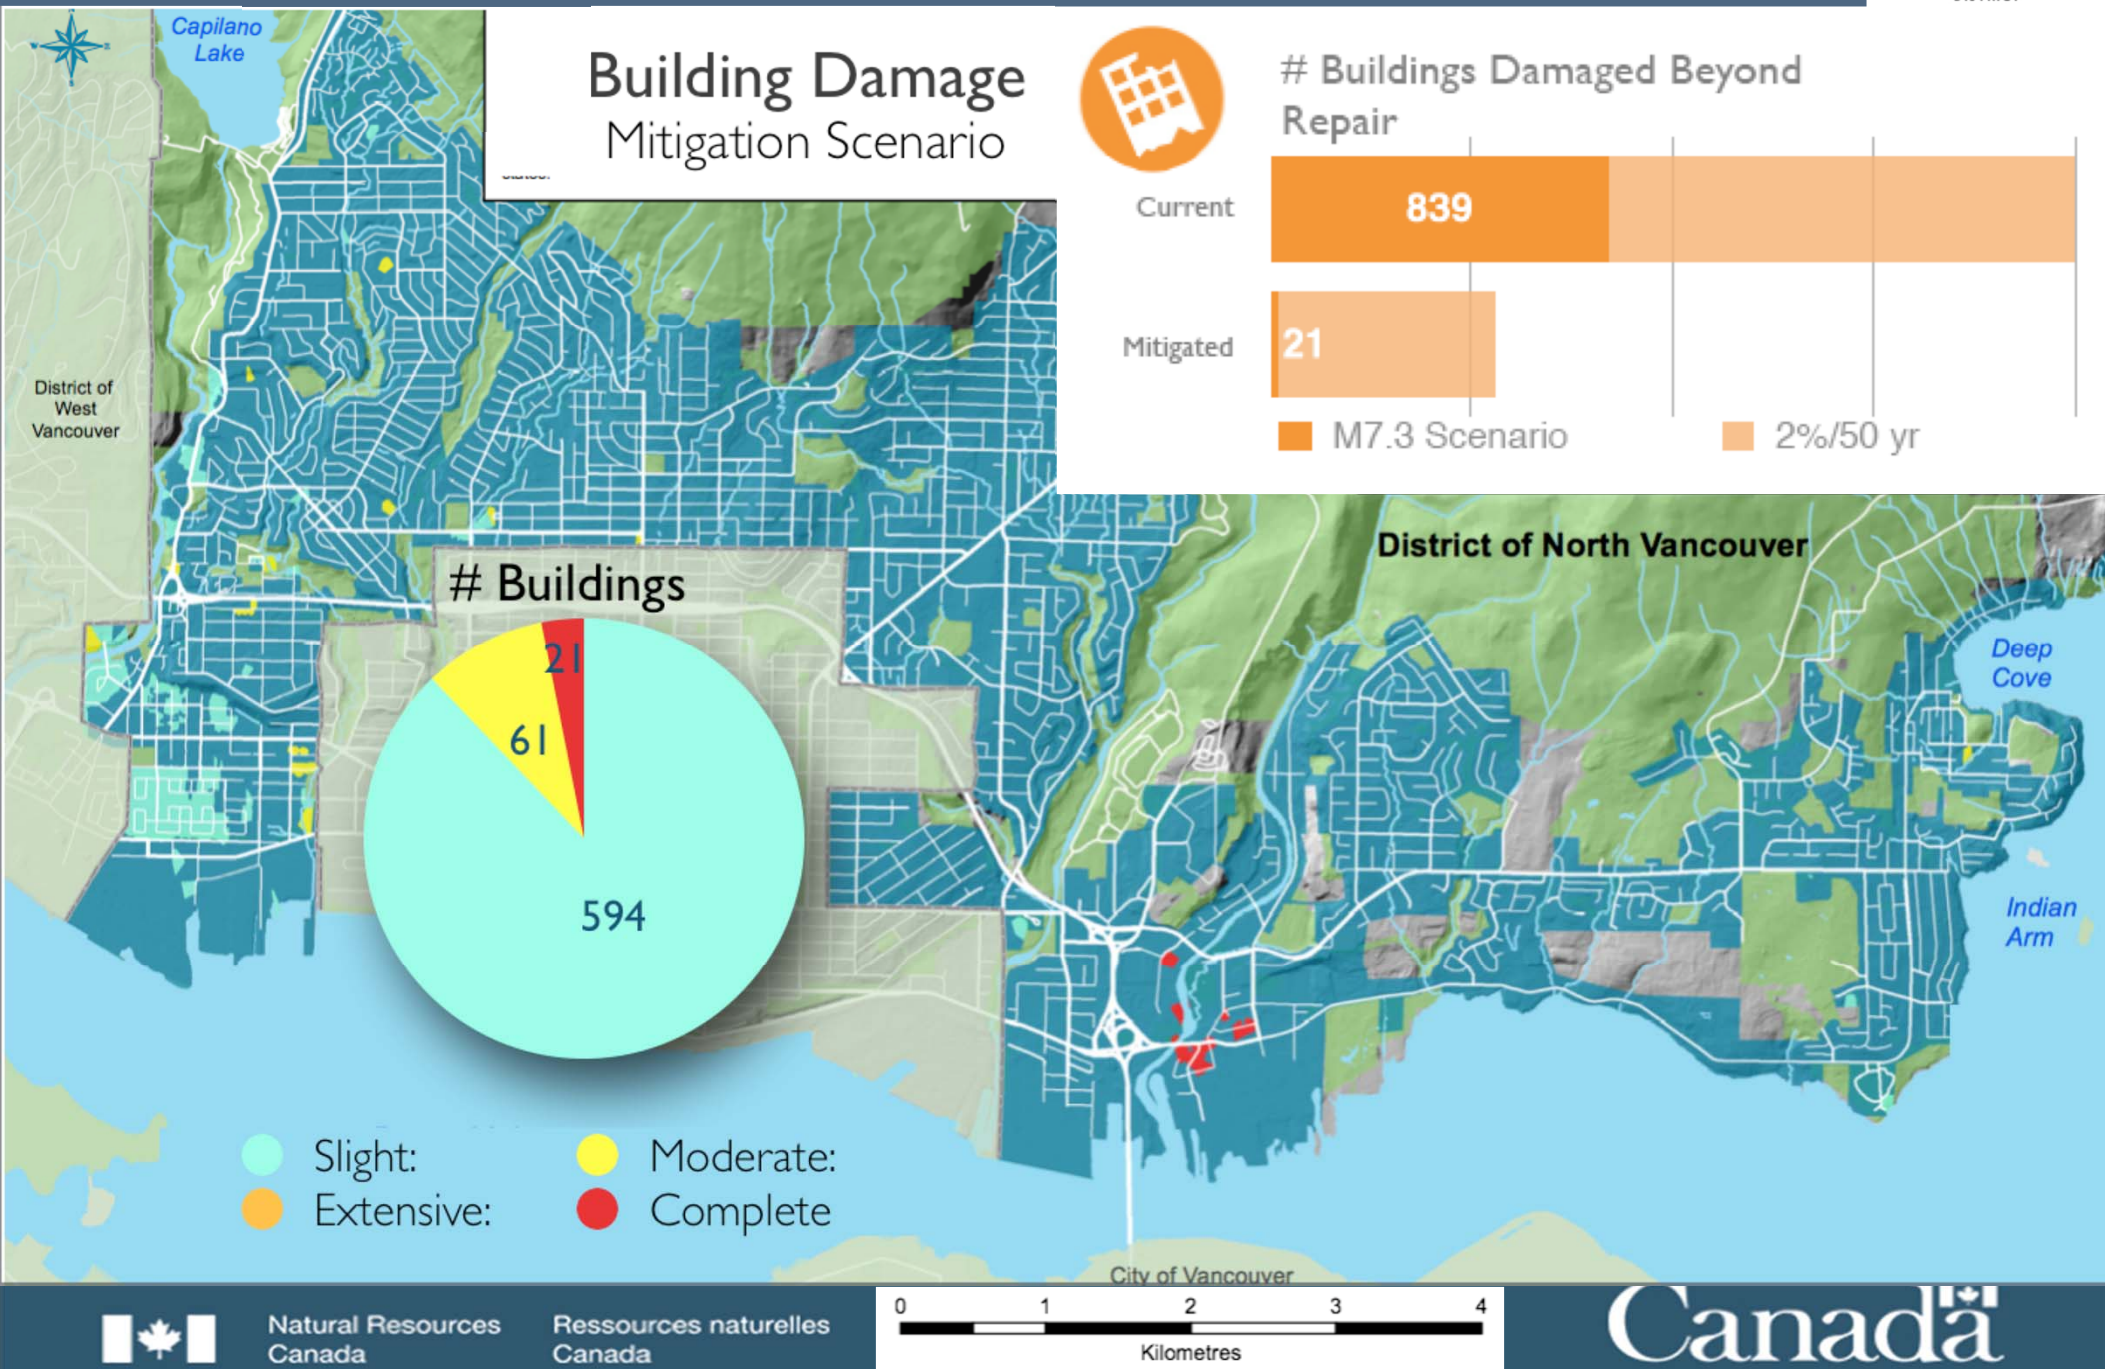 Capilano
Lake
Building Damage
Mitigation Scenario
# Buildings Damaged Beyond
Repair
Current
839
Mitigated
21
M7.3 Scenario
2%/50 yr
District of
West
Vancouver
District of North Vancouver
# Buildings
21
61
594
Deep
Cove
Indian
Arm
Slight:
Moderate:
Extensive:
Complete
City of Vancouver
Natural Resources
Canada
Ressources naturelles
Canada
0 1 2 3 4
Kilometres
Canada